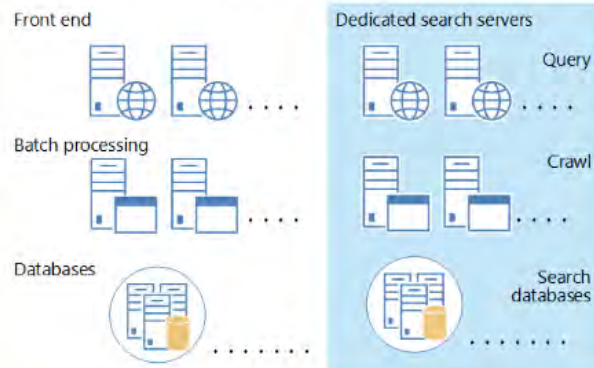 Front end
Dedicated search servers
Query
Batch processing
Crawl
Databases
Search
databases